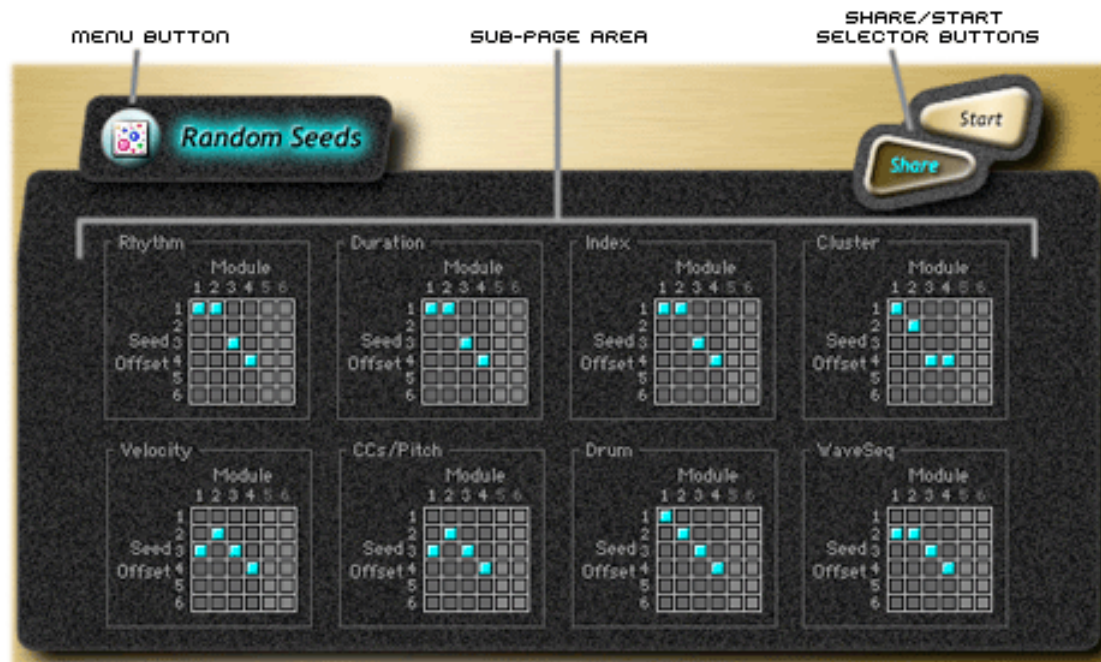 MENU BUTTON
SUB-PAGE AREA
SHARE/START
SELECTOR BUTTONS
Random Seeds
Start
Share
Rhythm
Module
1 2 3 4 5 6
1
2
Seed 3
Offset 4
5
6
Duration
Module
1 2 3 4 5 6
1
2
Seed 3
Offset 4
5
6
Index
Module
1 2 3 4 5 6
1
2
Seed 3
Offset 4
5
6
Cluster
Module
1 2 3 4 5 6
1
2
Seed 3
Offset 4
5
6
Velocity
Module
1 2 3 4 5 6
1
2
Seed 3
Offset 4
5
6
CCs/Pitch
Module
1 2 3 4 5 6
1
2
Seed 3
Offset 4
5
6
Drum
Module
1 2 3 4 5 6
1
2
Seed 3
Offset 4
5
6
WaveSeq
Module
1 2 3 4 5 6
1
2
Seed 3
Offset 4
5
6